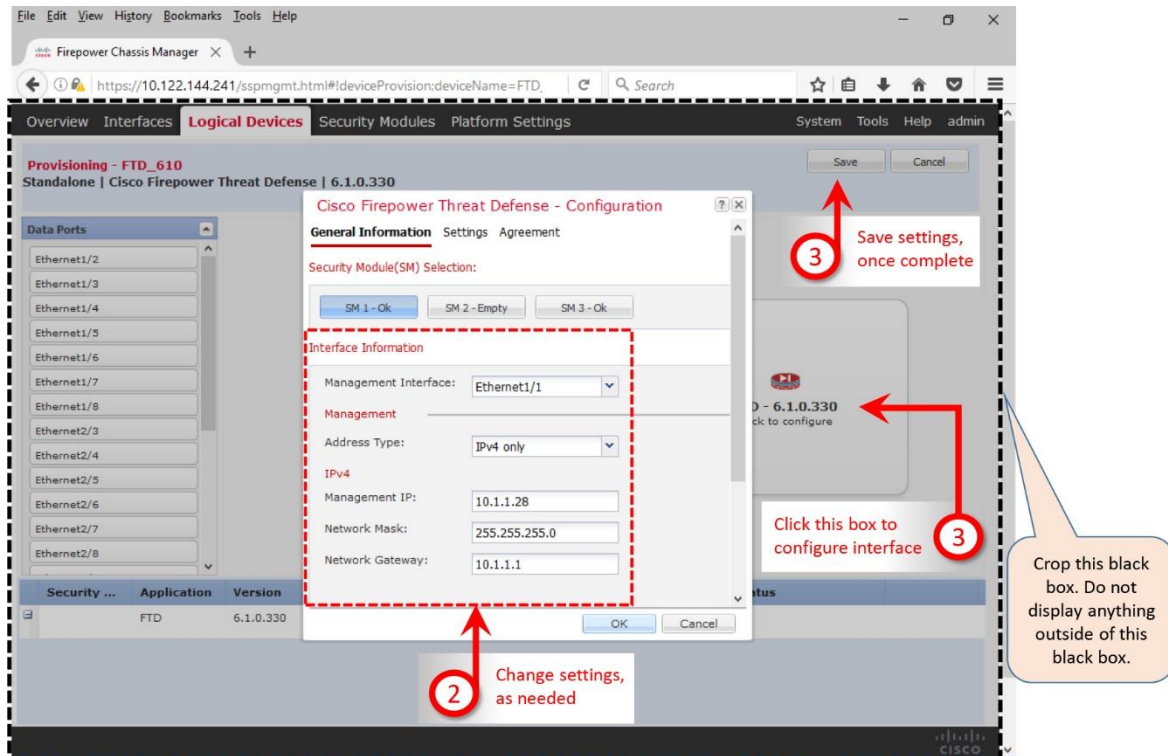 File Edit View History Bookmarks Tools Help
Firepower Chassis Manager
https://10.122.144.241/sspmgmt.html#!deviceProvision:deviceName=FTD_
Search
Overview Interfaces Logical Devices Security Modules Platform Settings System Tools Help admin
Provisioning - FTD_610
Standalone | Cisco Firepower Threat Defense | 6.1.0.330
Save Cancel
Data Ports
Ethernet1/2
Ethernet1/3
Ethernet1/4
Ethernet1/5
Ethernet1/6
Ethernet1/7
Ethernet1/8
Ethernet2/3
Ethernet2/4
Ethernet2/5
Ethernet2/6
Ethernet2/7
Ethernet2/8
Cisco Firepower Threat Defense - Configuration
General Information Settings Agreement
Security Module(SM) Selection:
SM 1 - Ok SM 2 - Empty SM 3 - Ok
Interface Information
Management Interface: Ethernet1/1
Management
Address Type: IPv4 only
IPv4
Management IP: 10.1.1.28
Network Mask: 255.255.255.0
Network Gateway: 10.1.1.1
OK Cancel
3
Save settings,
once complete
D - 6.1.0.330
ck to configure
Click this box to
configure interface
3
Security ... Application Version tus
FTD 6.1.0.330
2
Change settings,
as needed
Crop this black
box. Do not
display anything
outside of this
black box.
CISCO